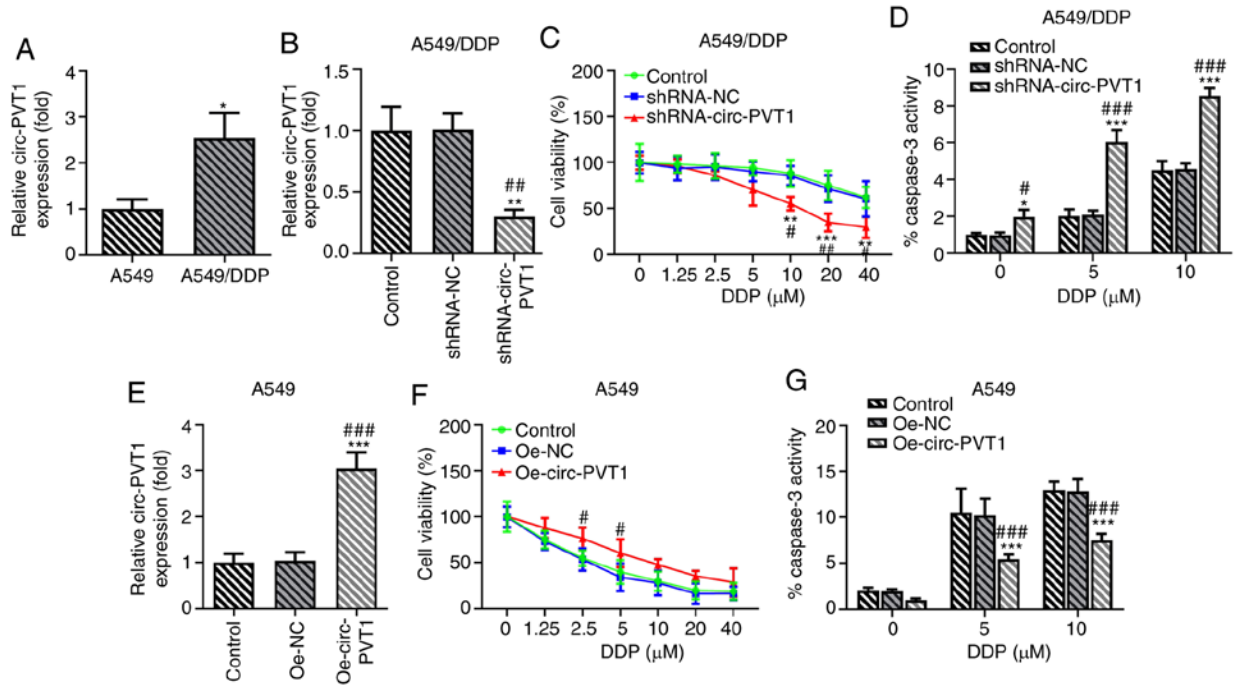 A
Relative circ-PVT1
expression (fold)
4
3
2
1
0
*
A549
A549/DDP
B
A549/DDP
Relative circ-PVT1
expression (fold)
1.5
1.0
0.5
0.0
##
**
Control
shRNA-NC
shRNA-circ-
PVT1
C
A549/DDP
Cell viability (%)
200
150
100
50
0
Control
shRNA-NC
shRNA-circ-PVT1
**
#
***
##
**
#
0 1.25 2.5 5 10 20 40
DDP (µM)
D
A549/DDP
Control
shRNA-NC
shRNA-circ-PVT1
% caspase-3 activity
10
8
6
4
2
0
#
*
###
***
###
***
0 5 10
DDP (µM)
E
A549
Relative circ-PVT1
expression (fold)
4
3
2
1
0
###
***
Control
Oe-NC
Oe-circ-
PVT1
F
A549
Cell viability (%)
200
150
100
50
0
Control
Oe-NC
Oe-circ-PVT1
# #
0 1.25 2.5 5 10 20 40
DDP (µM)
G
A549
Control
Oe-NC
Oe-circ-PVT1
% caspase-3 activity
20
15
10
5
0
###
***
###
***
0 5 10
DDP (µM)